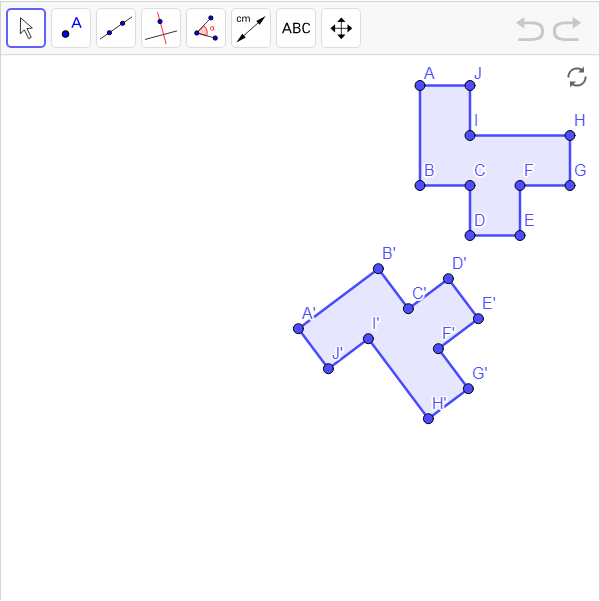 A cm α ABC
A J
I H
B C F G
D E
B' D'
C' E'
A' I' F'
J' G'
H'